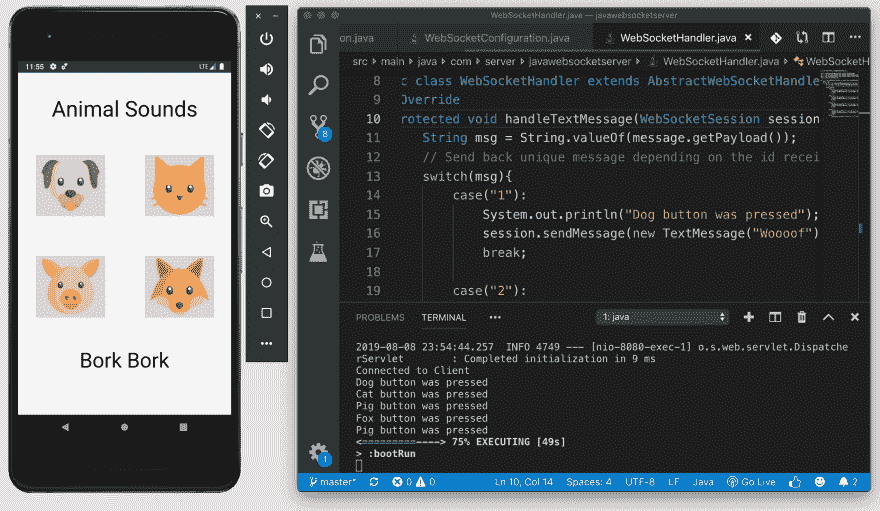 11:55
LTE
Animal Sounds
Bork Bork
WebSocketHandler.java — javawebsocketserver
on.java
WebSocketConfiguration.java
WebSocketHandler.java
src › main › java › com › server › javawebsocketserver › WebSocketHandler.java › WebSocketH
8 c class WebSocketHandler extends AbstractWebSocketHandle
9 Override
10 rotected void handleTextMessage(WebSocketSession session
11 String msg = String.valueOf(message.getPayload());
12 // Send back unique message depending on the id recei
13 switch(msg){
14 case("1"):
15 System.out.println("Dog button was pressed");
16 session.sendMessage(new TextMessage("Woooof")
17 break;
18
19 case("2"):
PROBLEMS TERMINAL ••• 1: java
2019-08-08 23:54:44.257 INFO 4749 --- [nio-8080-exec-1] o.s.web.servlet.Dispatche
rServlet : Completed initialization in 9 ms
Connected to Client
Dog button was pressed
Cat button was pressed
Pig button was pressed
Fox button was pressed
Pig button was pressed
<=========----> 75% EXECUTING [49s]
> :bootRun
8
1
master* 0 0 Ln 10, Col 14 Spaces: 4 UTF-8 LF Java Go Live 2